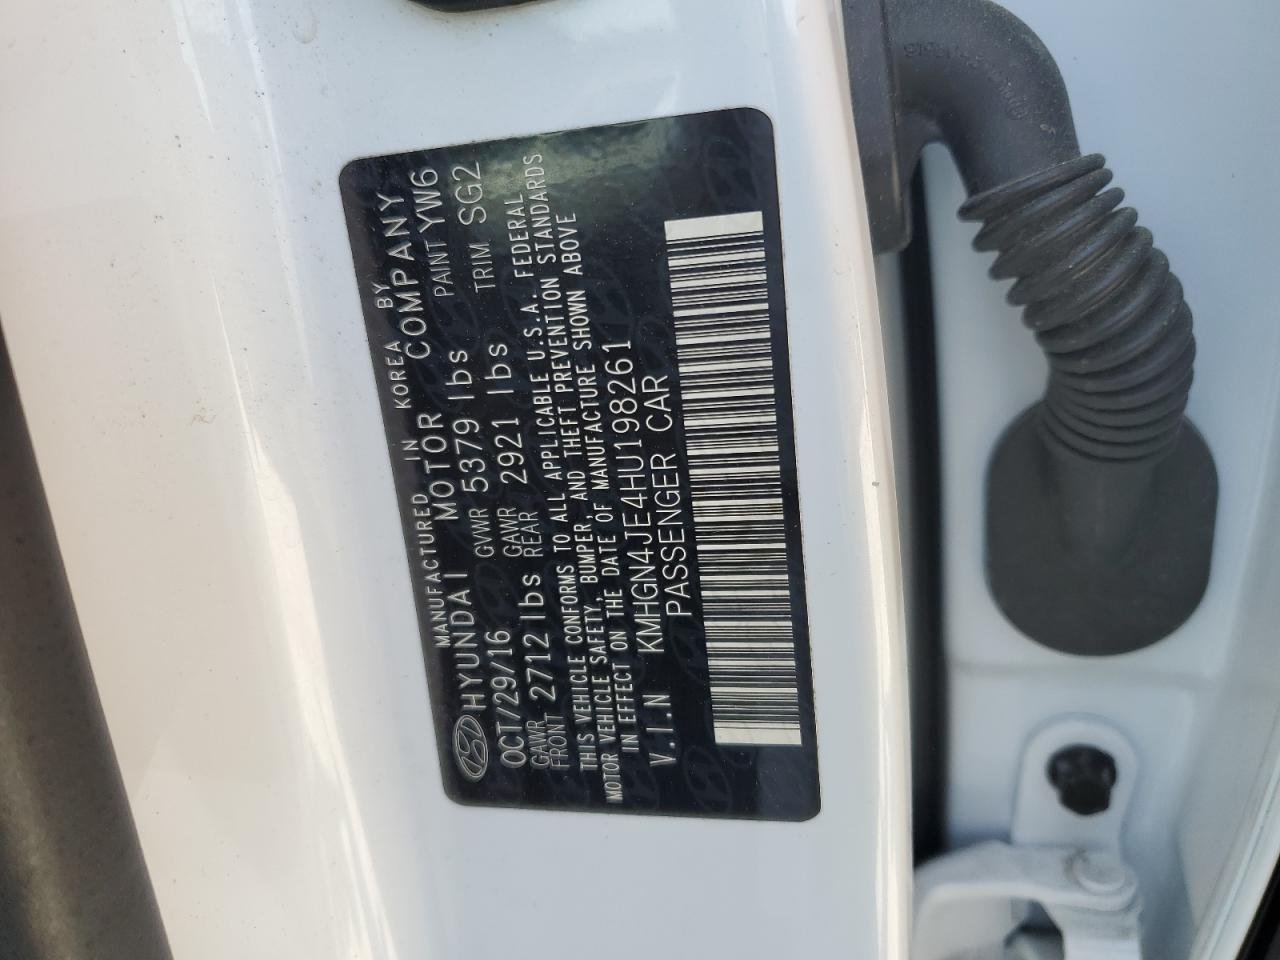 MANUFACTURED IN KOREA BY
HYUNDAI MOTOR COMPANY
OCT/29/16 GVWR 5379 lbs PAINT YW6
GAWR FRONT 2712 lbs GAWR REAR 2921 lbs TRIM SG2
THIS VEHICLE CONFORMS TO ALL APPLICABLE U.S.A. FEDERAL
MOTOR VEHICLE SAFETY, BUMPER, AND THEFT PREVENTION STANDARDS
IN EFFECT ON THE DATE OF MANUFACTURE SHOWN ABOVE
V.I.N KMHGN4JE4HU198261
PASSENGER CAR